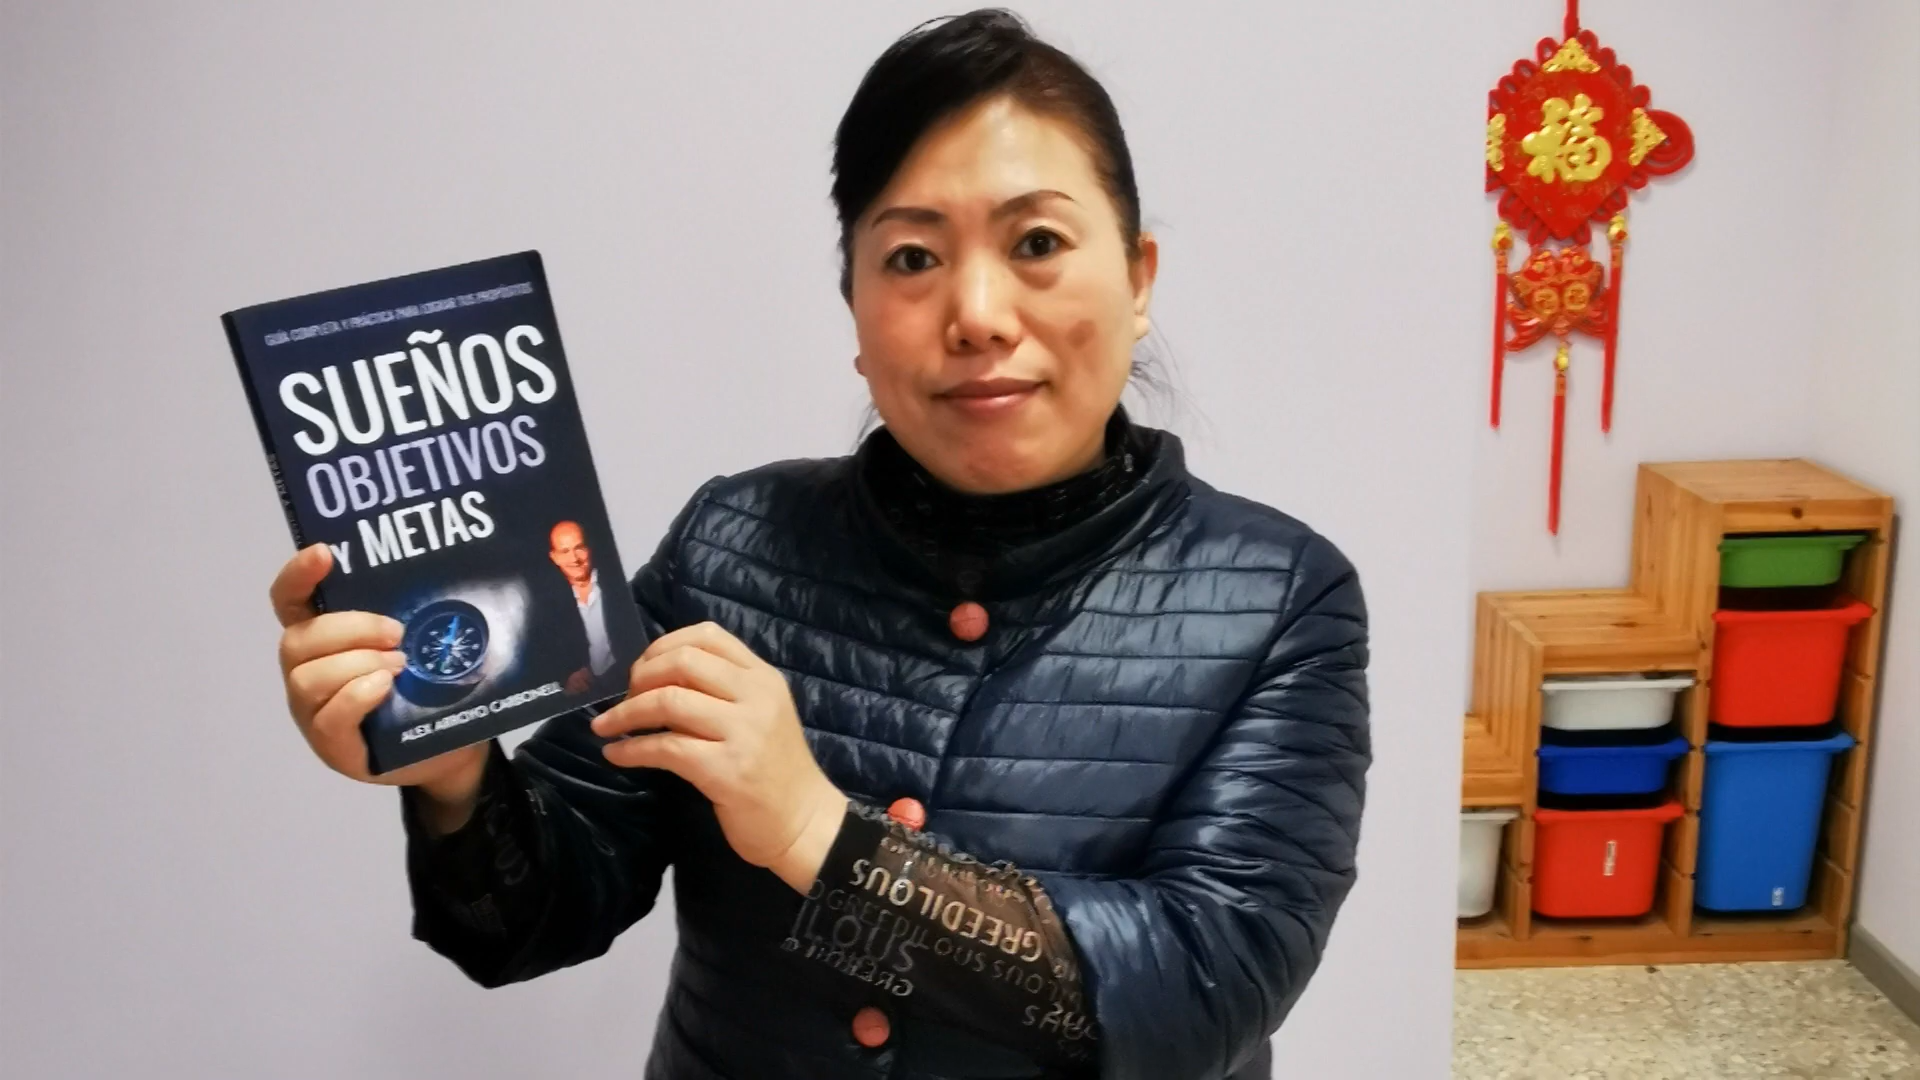 GUÍA COMPLETA Y PRÁCTICA PARA LOGRAR TUS PROPÓSITOS
SUEÑOS
OBJETIVOS
Y METAS
ALEX ARROYO CARBONELL
福
GREEDILOUS